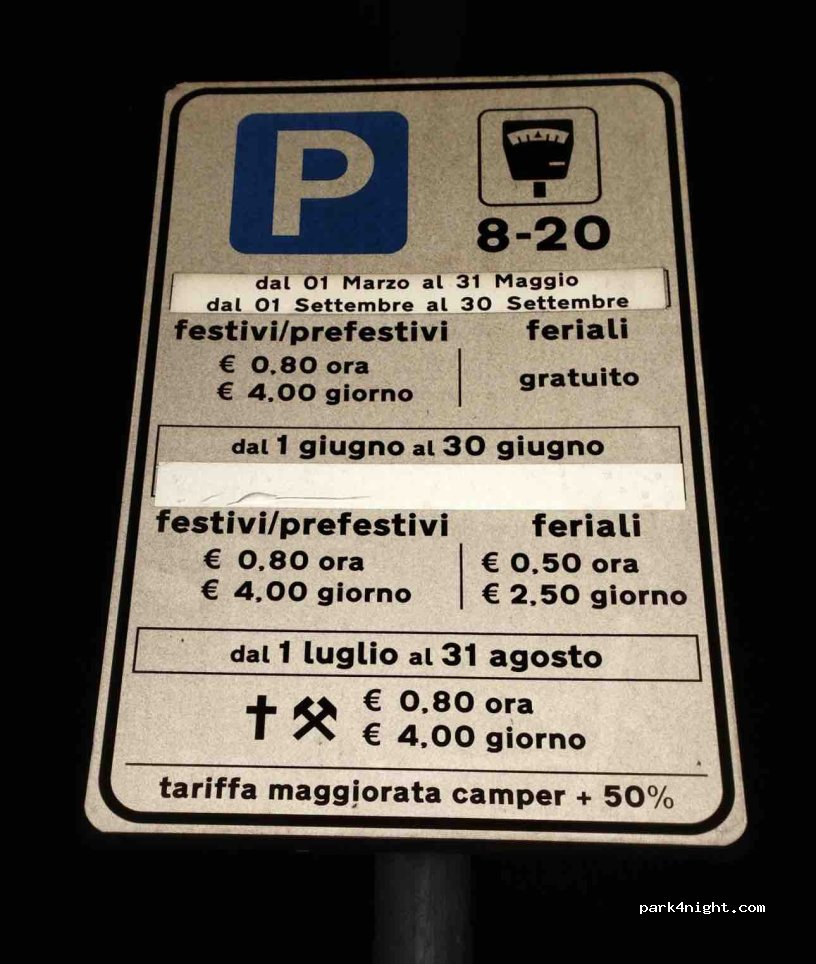 P
8-20
dal 01 Marzo al 31 Maggio
dal 01 Settembre al 30 Settembre
festivi/prefestivi feriali
€ 0.80 ora
€ 4.00 giorno
gratuito
dal 1 giugno al 30 giugno
festivi/prefestivi feriali
€ 0,80 ora € 0,50 ora
€ 4,00 giorno € 2,50 giorno
dal 1 luglio al 31 agosto
€ 0,80 ora
€ 4,00 giorno
tariffa maggiorata camper + 50%
park4night.com